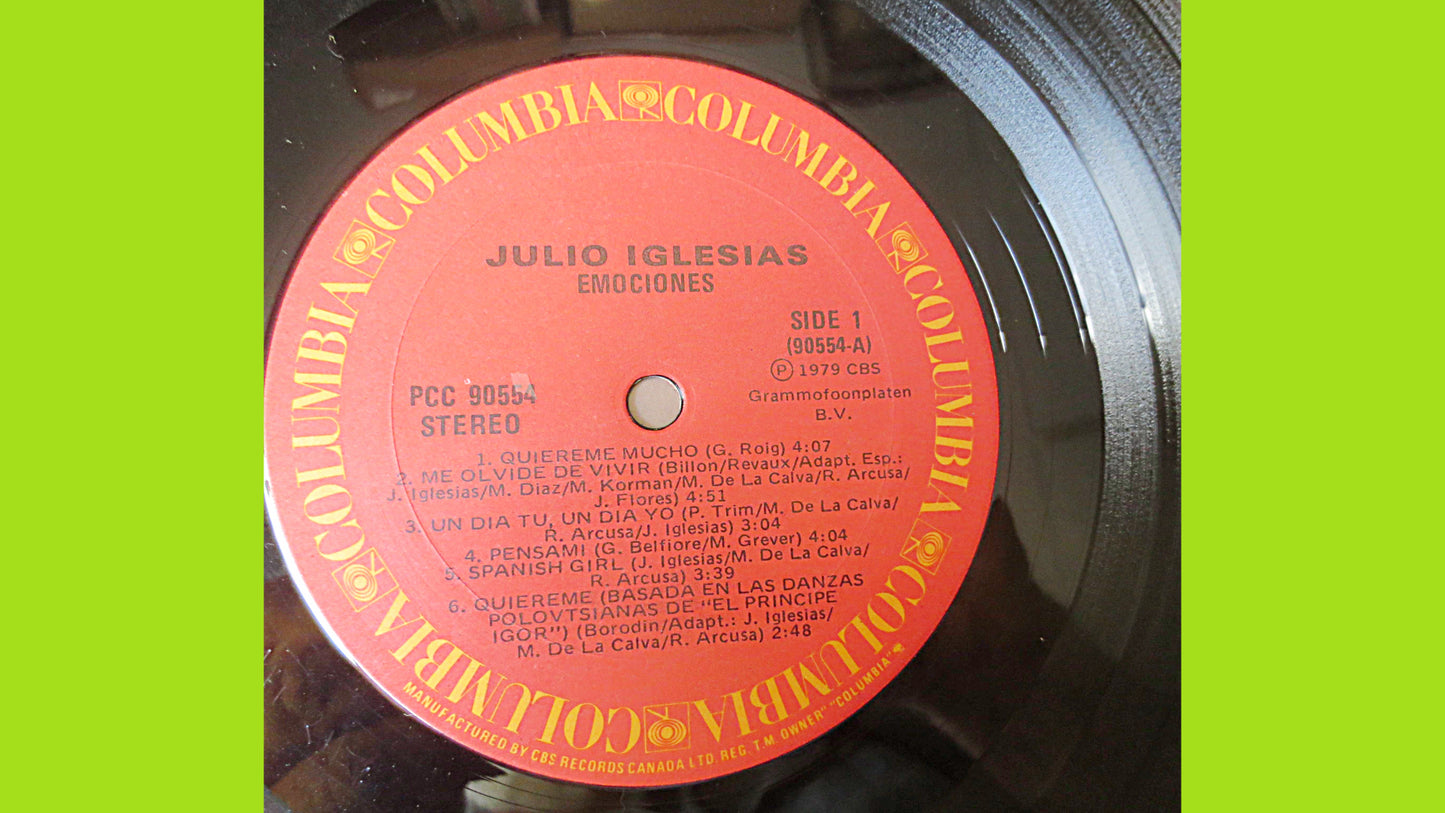 COLUMBIA COLUMBIA COLUMBIA COLUMBIA COLUMBIA COLUMBIA COLUMBIA COLUMBIA
JULIO IGLESIAS
EMOCIONES
SIDE 1
(90554-A)
Ⓟ 1979 CBS
Grammofoonplaten
B.V.
PCC 90554
STEREO
1. QUIEREME MUCHO (G. Roig) 4:07
2. ME OLVIDE DE VIVIR (Billon/Revaux/Adapt. Esp.:
J. Iglesias/M. Diaz/M. Korman/M. De La Calva/R. Arcusa/
J. Flores) 4:51
3. UN DIA TU, UN DIA YO (P. Trim/M. De La Calva/
R. Arcusa/J. Iglesias) 3:04
4. PENSAMI (G. Belfiore/M. Grever) 4:04
5. SPANISH GIRL (J. Iglesias/M. De La Calva/
R. Arcusa) 3:39
6. QUIEREME (BASADA EN LAS DANZAS
POLOVTSIANAS DE "EL PRINCIPE
IGOR") (Borodin/Adapt.: J. Iglesias/
M. De La Calva/R. Arcusa) 2:48
MANUFACTURED BY CBS RECORDS CANADA LTD. REG. T.M. OWNER" "COLUMBIA"